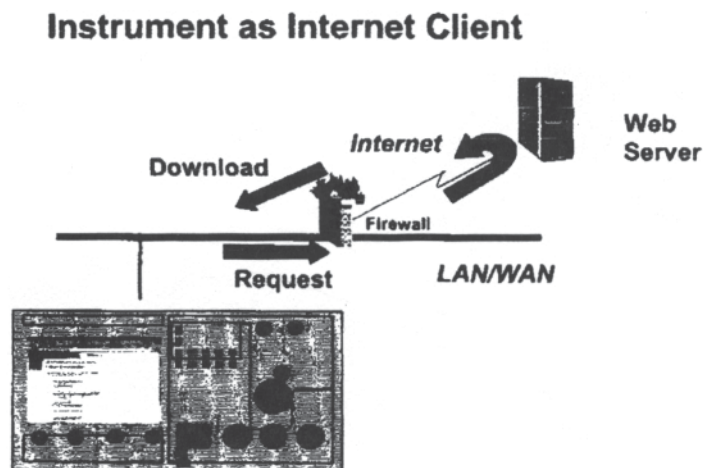 Instrument as Internet Client
Internet
Web
Server
Download
Firewall
Request
LAN/WAN